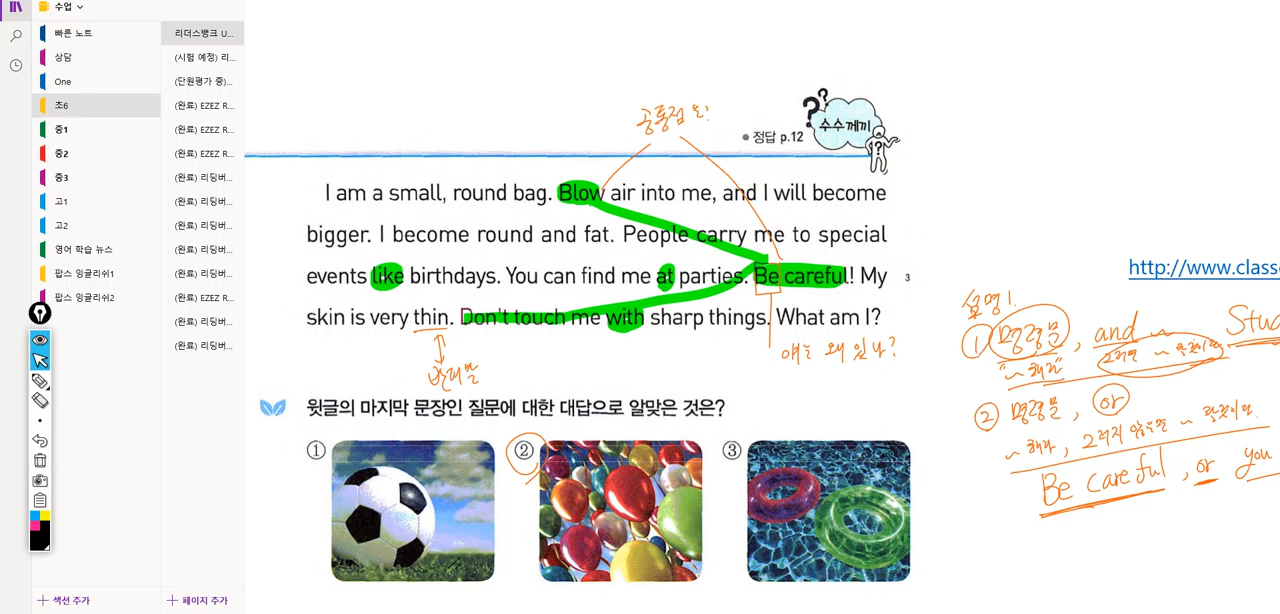 수업
빠른 노트
상담
One
초6
중1
중2
중3
고1
고2
영어 학습 뉴스
팝스 잉글리쉬1
팝스 잉글리쉬2
섹션 추가
리더스뱅크 U...
(시험 예정) 리...
(단원평가 중)...
(완료) EZEZ R...
(완료) EZEZ R...
(완료) EZEZ R...
(완료) 리딩버...
(완료) 리딩버...
(완료) 리딩버...
(완료) 리딩버...
(완료) 리딩버...
(완료) EZEZ R...
(완료) 리딩버...
(완료) 리딩버...
페이지 추가
공통점은?
수수께끼
정답 p.12
I am a small, round bag. Blow air into me, and I will become
bigger. I become round and fat. People carry me to special
events like birthdays. You can find me at parties. Be careful! My
3
skin is very thin. Don't touch me with sharp things. What am I?
반대말
얘는 왜 있나?
윗글의 마지막 문장인 질문에 대한 대답으로 알맞은 것은?
①
②
③
http://www.classe
① 명령문, and ~
"~해라"
그러면 ~
② 명령문, or
~해라, 그러지 않으면 ~
Be careful, or you